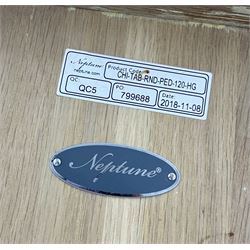 Neptune
neptune.com
Product Code:
CHI-TAB-RND-PED-120-HG
QC:
QC5
PO:
799688
Date:
2018-11-08
Neptune®